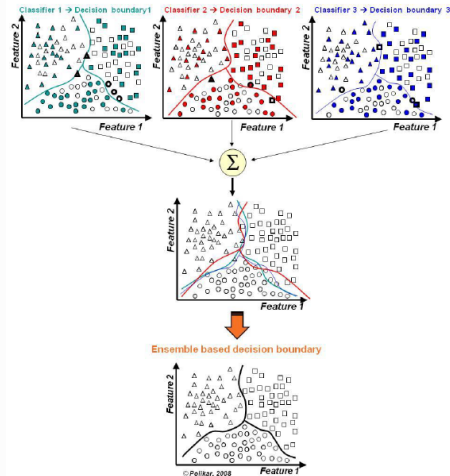 Classifier 1 → Decision boundary1
Classifier 2 → Decision boundary 2
Classifier 3 → Decision boundary 3
Feature 2
Feature 1
Feature 2
Feature 1
Feature 2
Feature 1
Σ
Feature 2
Feature 1
Ensemble based decision boundary
Feature 2
Feature 1
© Polikar, 2008